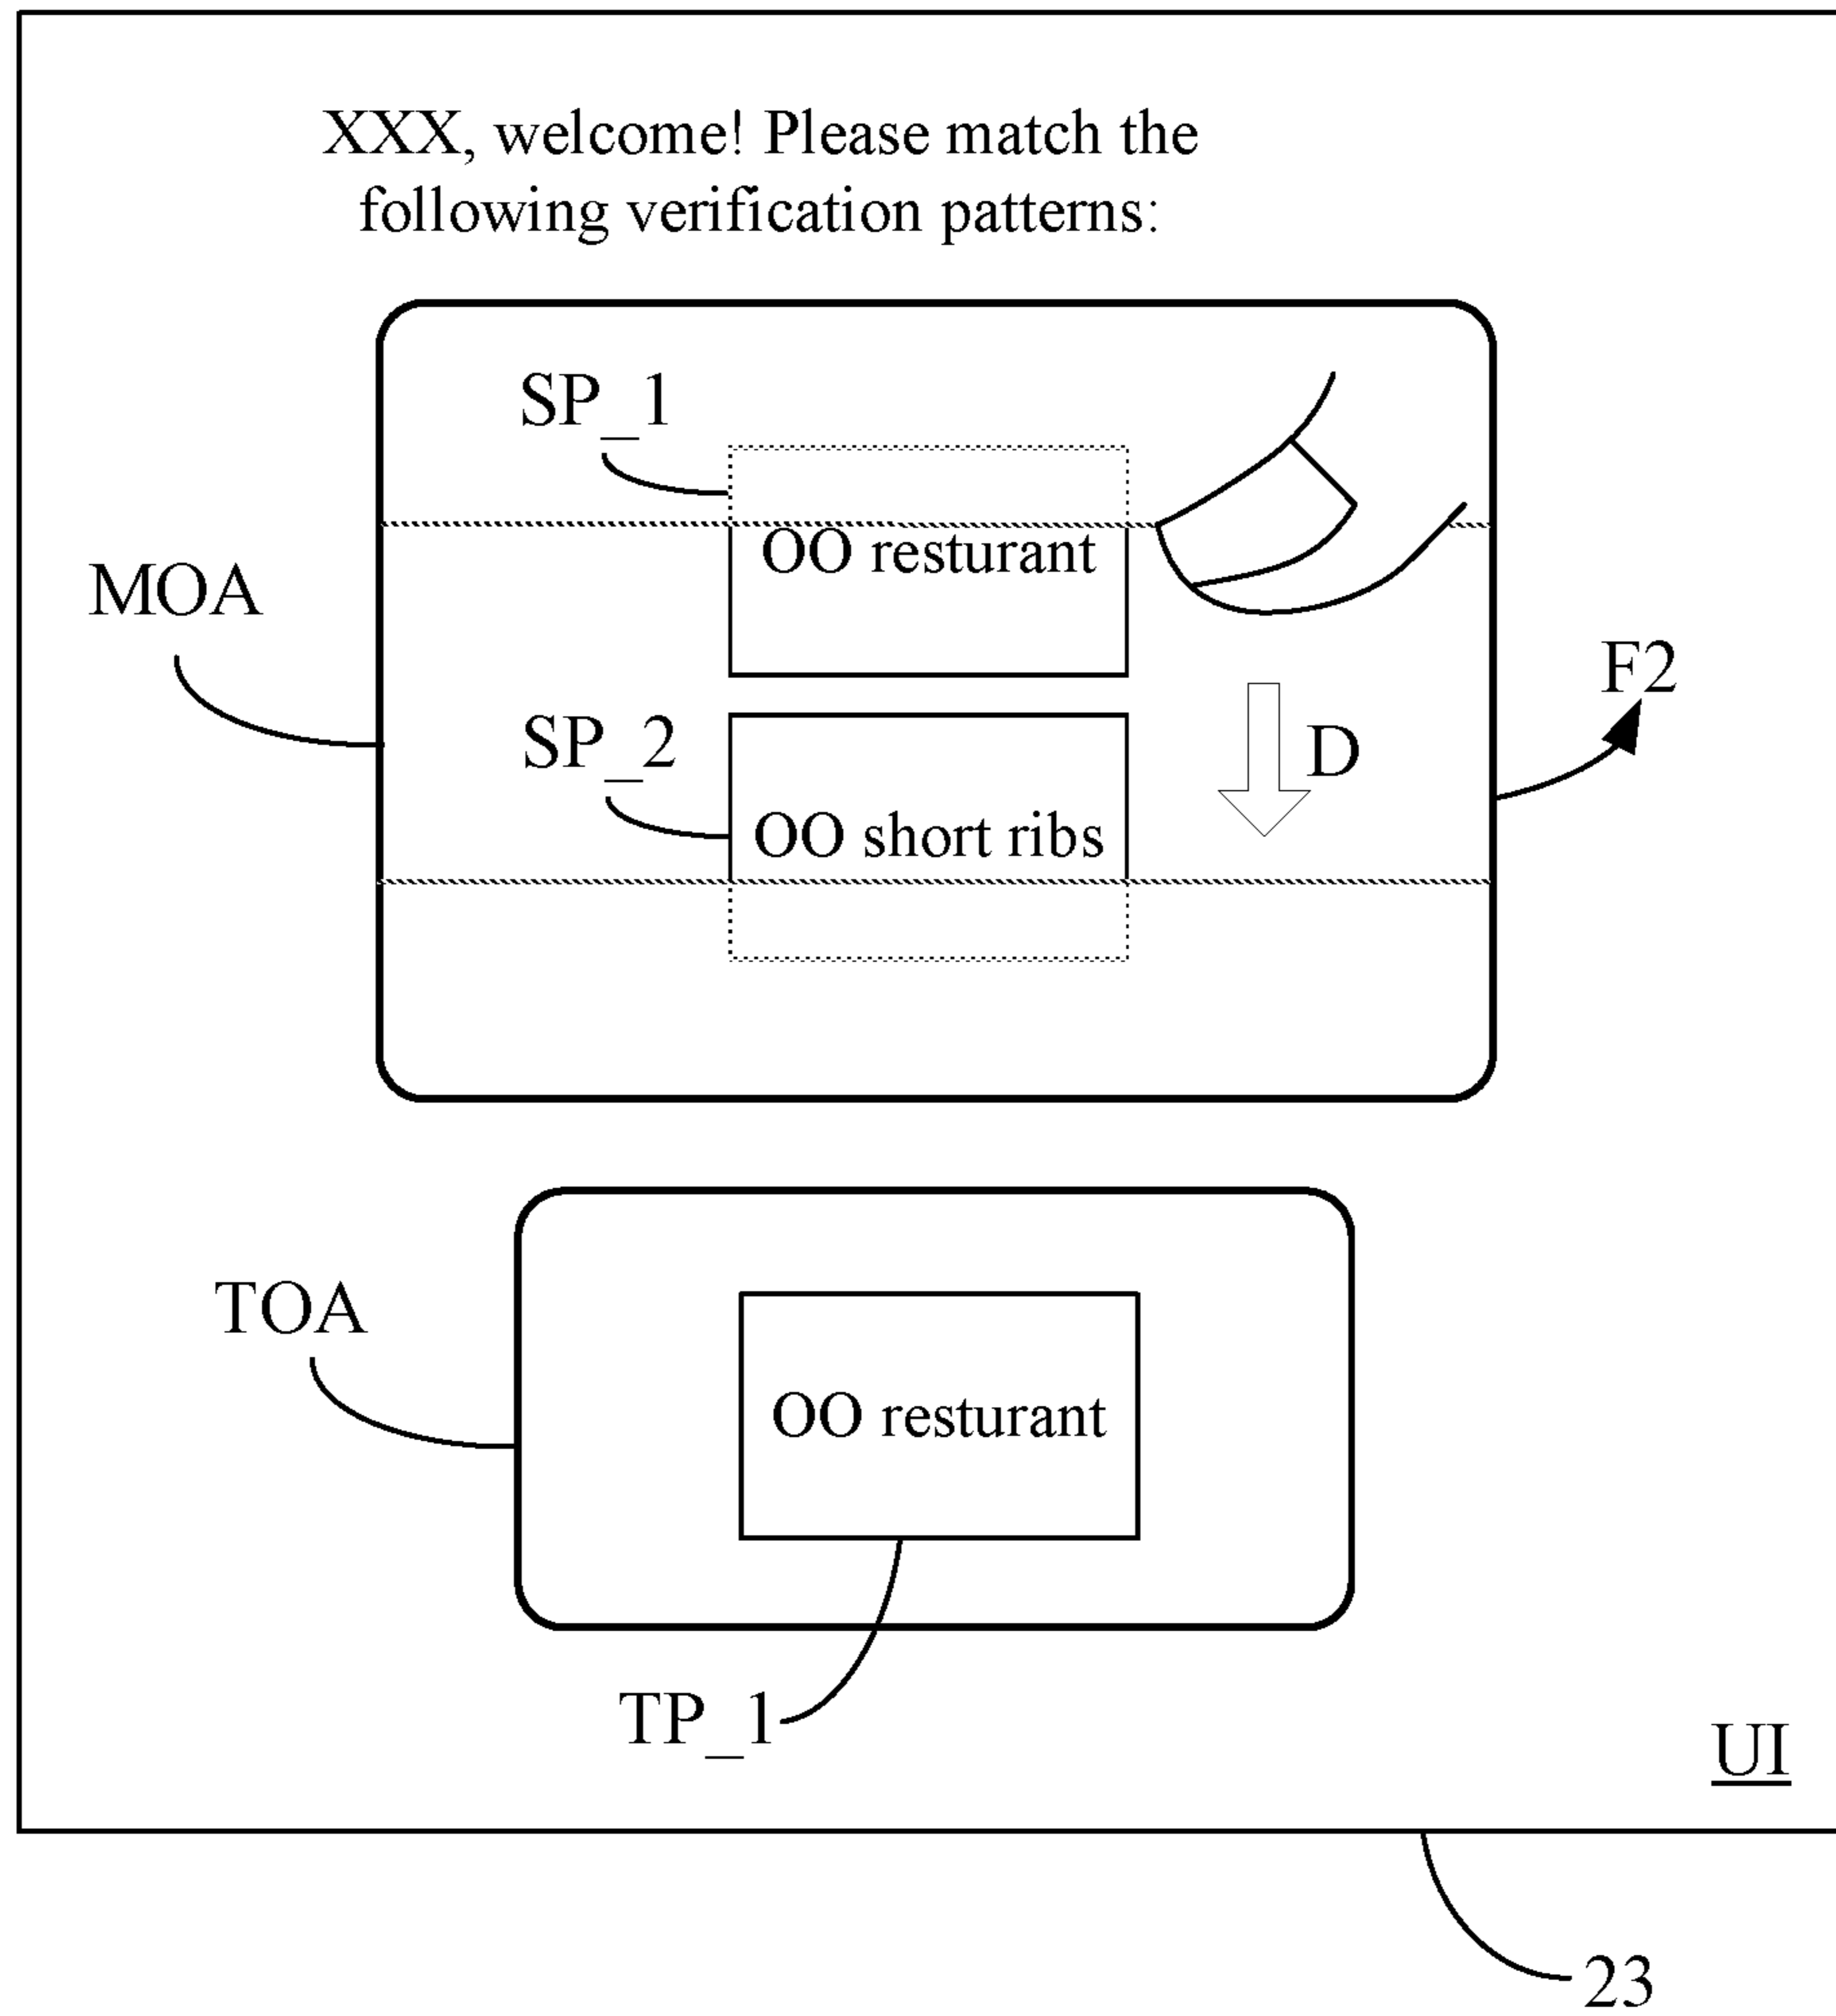 XXX, welcome! Please match the
following verification patterns:
SP_1
OO resturant
MOA
F2
SP_2
D
OO short ribs
TOA
OO resturant
TP_1
UI
23